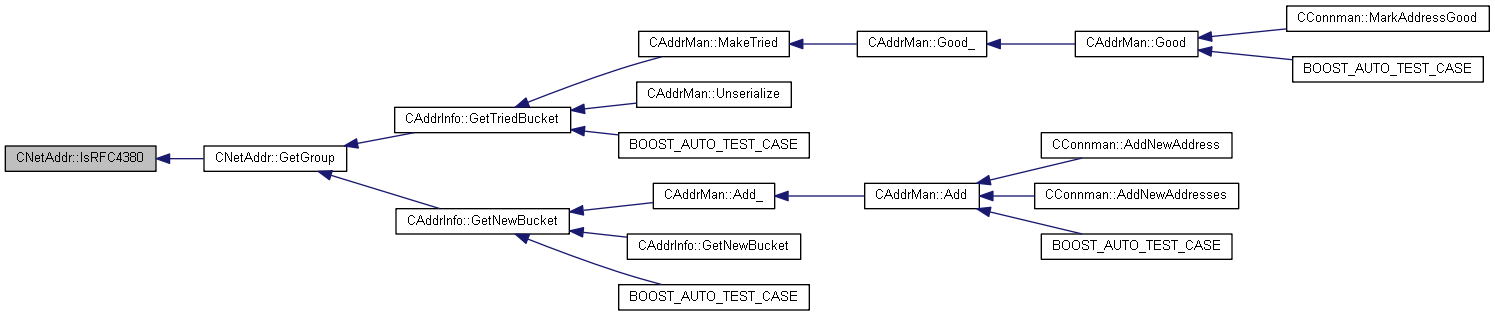 CConnman::MarkAddressGood
CAddrMan::MakeTried
CAddrMan::Good_
CAddrMan::Good
BOOST_AUTO_TEST_CASE
CAddrMan::Unserialize
CAddrInfo::GetTriedBucket
BOOST_AUTO_TEST_CASE
CConnman::AddNewAddress
CNetAddr::IsRFC4380
CNetAddr::GetGroup
CAddrMan::Add_
CAddrMan::Add
CConnman::AddNewAddresses
CAddrInfo::GetNewBucket
CAddrInfo::GetNewBucket
BOOST_AUTO_TEST_CASE
BOOST_AUTO_TEST_CASE